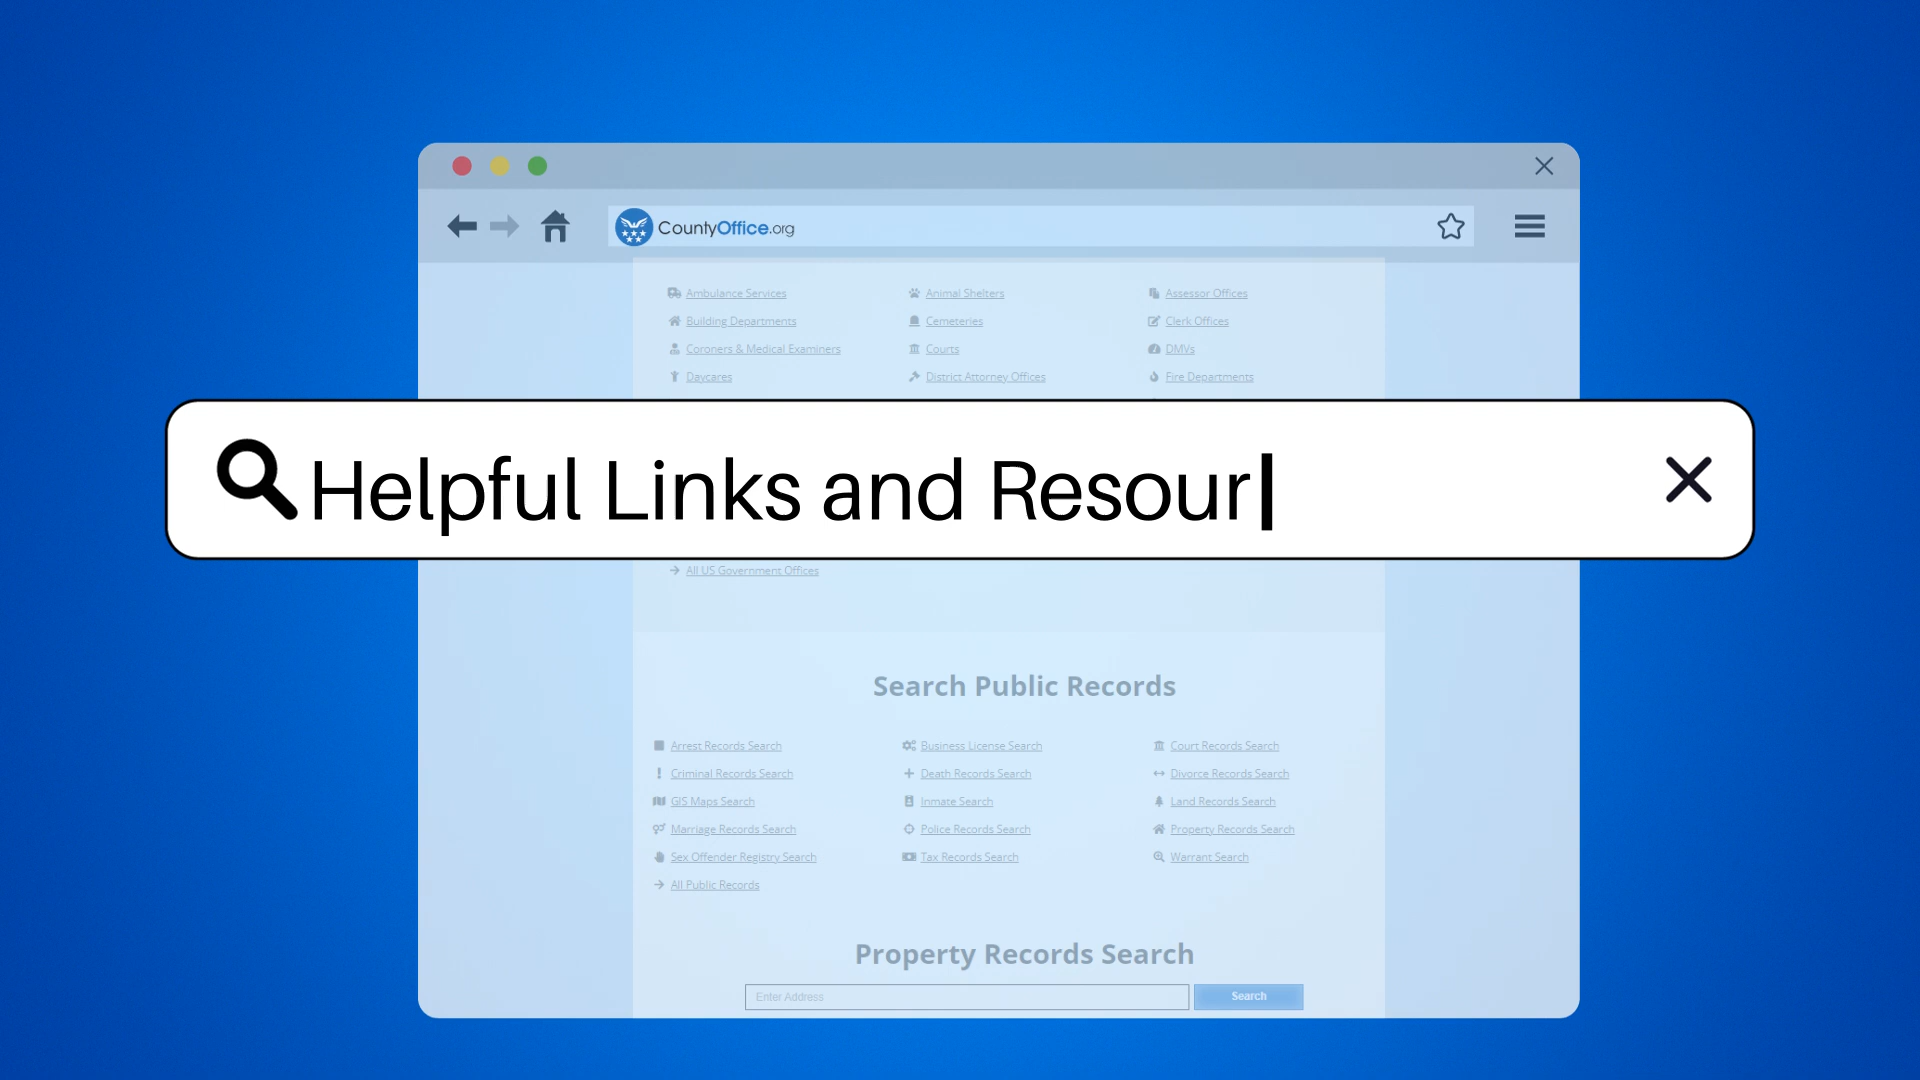 CountyOffice.org
Ambulance Services Animal Shelters Assessor Offices
Building Departments Cemeteries Clerk Offices
Coroners & Medical Examiners Courts DMVs
Daycares District Attorney Offices Fire Departments
Helpful Links and Resour
All US Government Offices
Search Public Records
Arrest Records Search Business License Search Court Records Search
Criminal Records Search Death Records Search Divorce Records Search
GIS Maps Search Inmate Search Land Records Search
Marriage Records Search Police Records Search Property Records Search
Sex Offender Registry Search Tax Records Search Warrant Search
All Public Records
Property Records Search
Enter Address Search